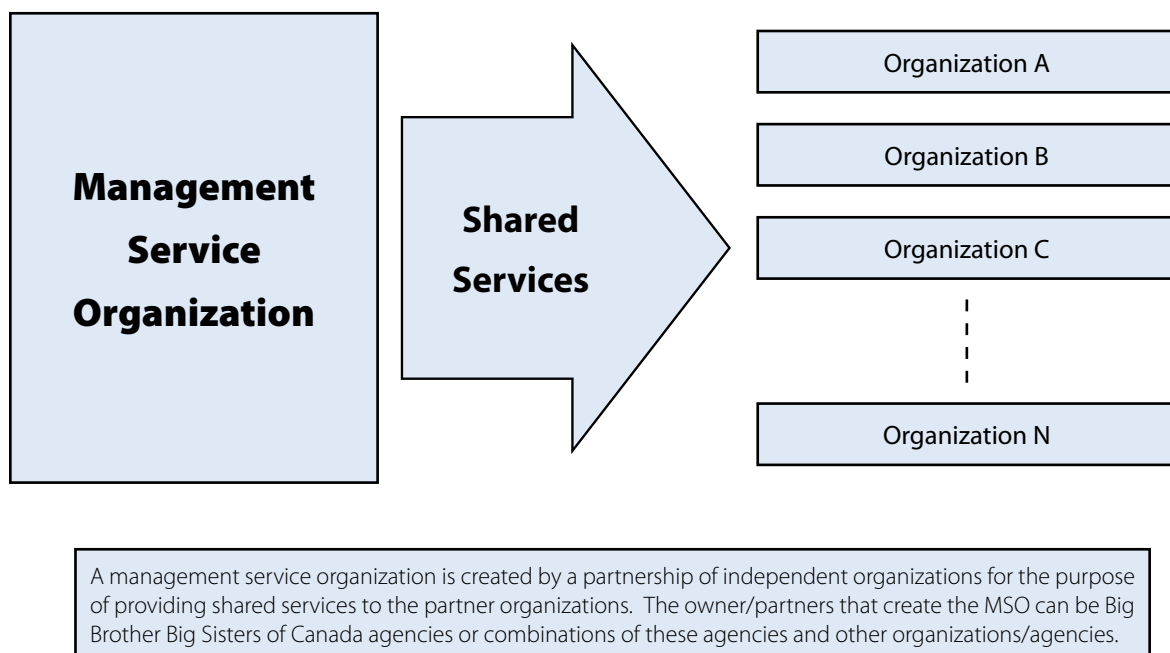 Management
Service
Organization
Shared
Services
Organization A
Organization B
Organization C
Organization N
A management service organization is created by a partnership of independent organizations for the purpose
of providing shared services to the partner organizations.  The owner/partners that create the MSO can be Big
Brother Big Sisters of Canada agencies or combinations of these agencies and other organizations/agencies.